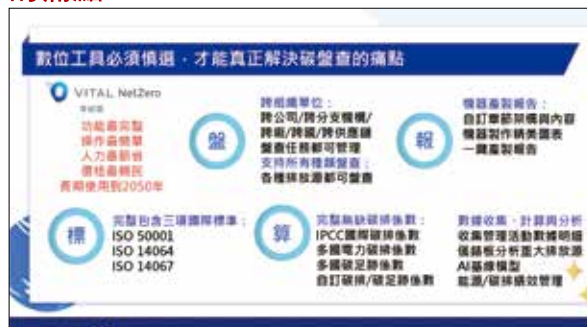 數位工具必須慎選，才能真正解決碳盤查的痛點
VITAL NetZero
功能最完整
操作最簡單
人力最節省
價格最親民
長期使用到2050年
盤
跨組織單位：
跨公司/跨分支機構/
跨廠/跨國/跨供應鏈
盤查任務都可管理
支持所有種類盤查：
各種排放源都可盤查
報
機器產製報告：
自訂章節架構與內容
機器製作精美圖表
一鍵產製報告
標
完整包含三項國際標準：
ISO 50001
ISO 14064
ISO 14067
算
完整無缺碳排係數：
IPCC國際碳排係數
多國電力碳排係數
多國碳足跡係數
自訂碳排/碳足跡係數
數據收集、計算與分析
收集管理活動數據明細
儀錶板分析重大排放源
AI基線模型
能源/碳排績效管理